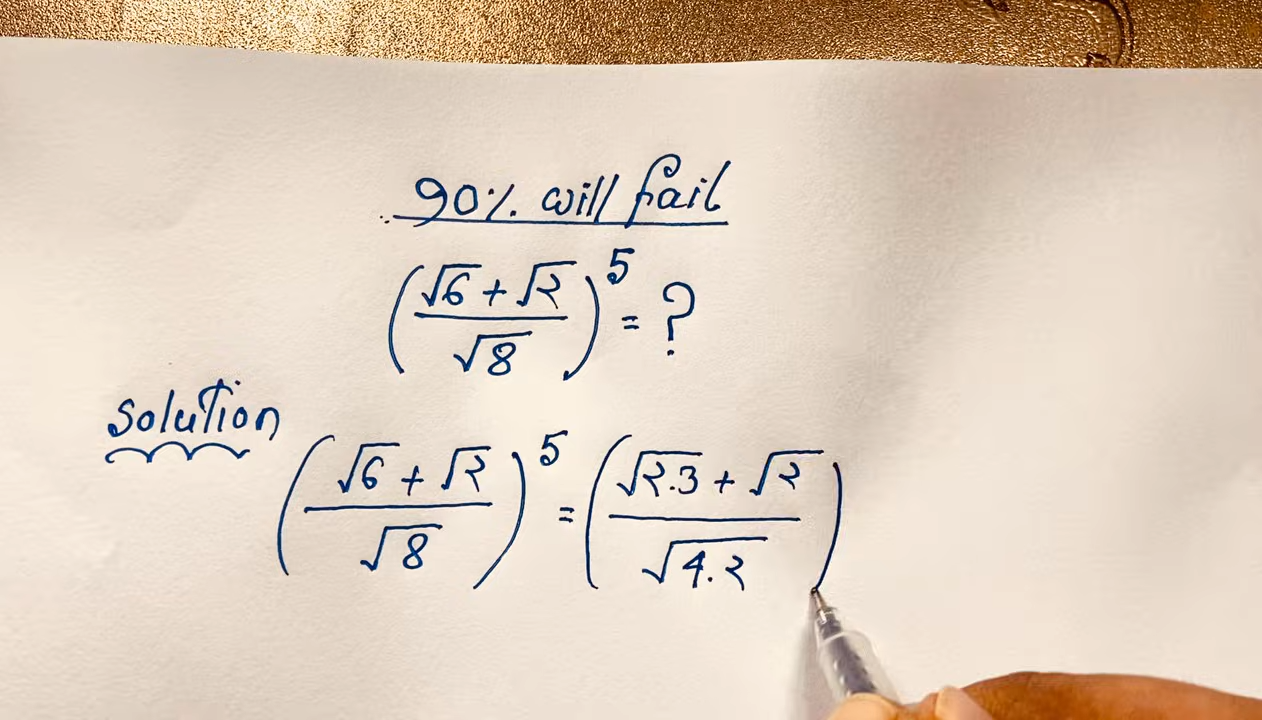 90% will fail
(√6 + √2 / √8)^5 = ?
Solution
(√6 + √2 / √8)^5 = (√2.3 + √2 / √4.2)